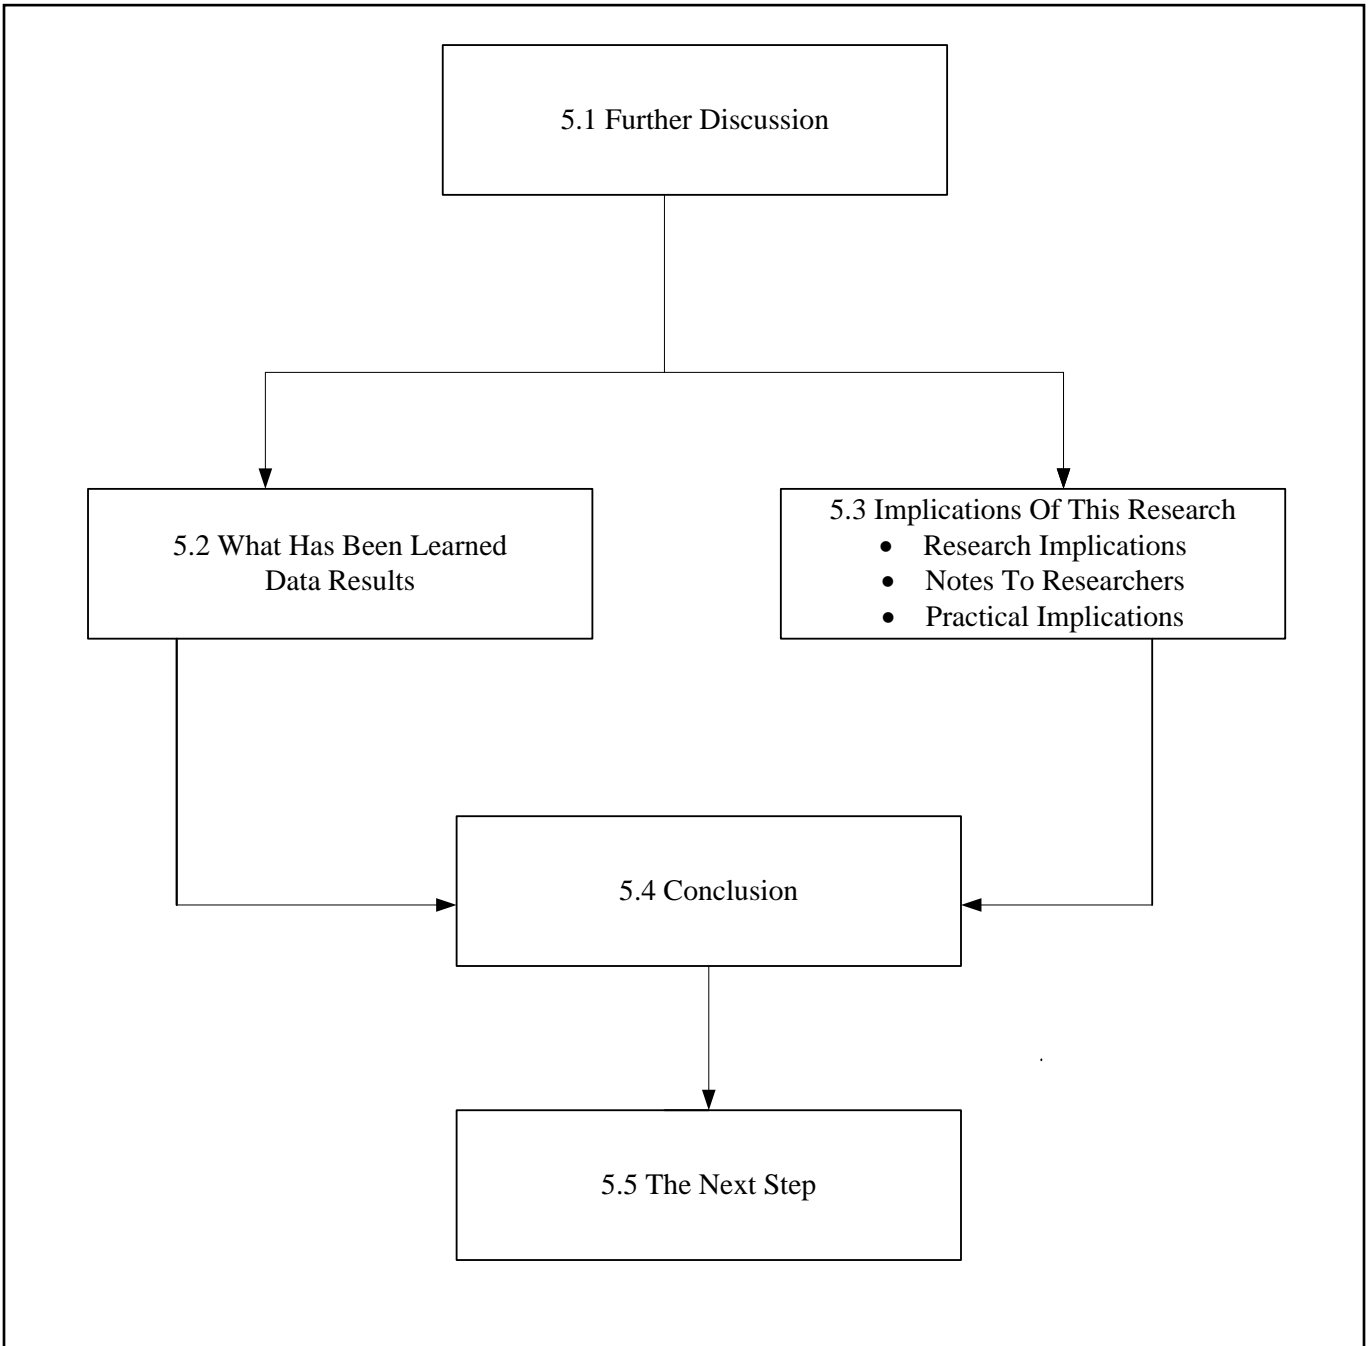 5.1 Further Discussion
5.2 What Has Been Learned
Data Results
5.3 Implications Of This Research
• Research Implications
• Notes To Researchers
• Practical Implications
5.4 Conclusion
5.5 The Next Step